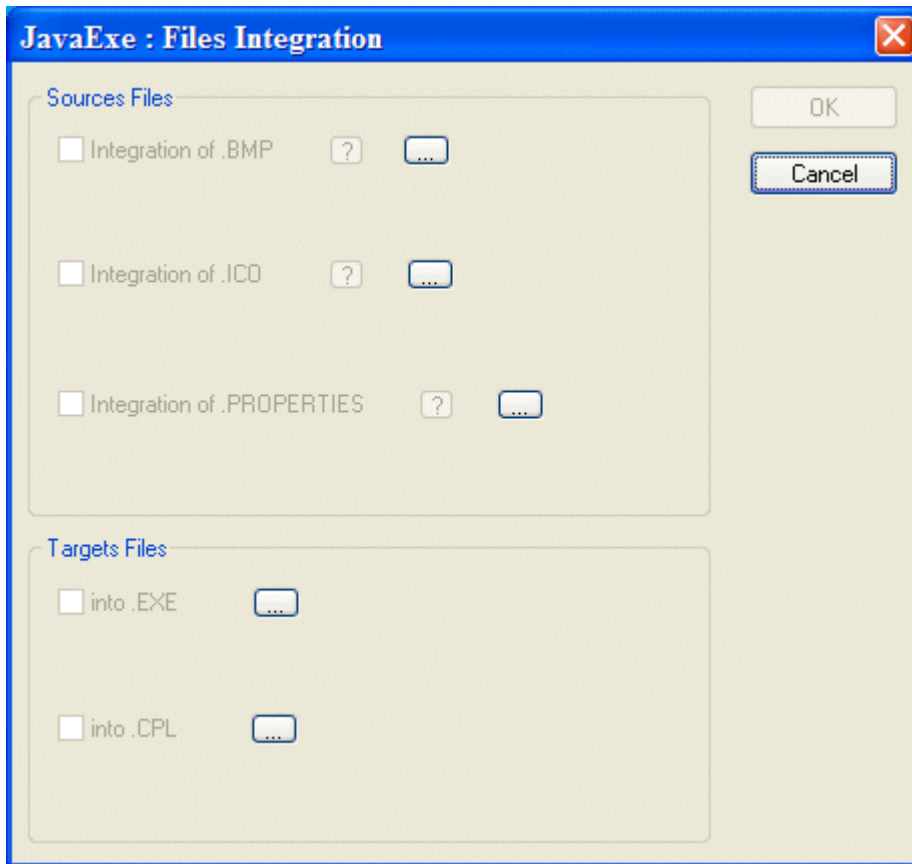 JavaExe : Files Integration
Sources Files
OK
Integration of .BMP ? ...
Cancel
Integration of .ICO ? ...
Integration of .PROPERTIES ? ...
Targets Files
into .EXE ...
into .CPL ...